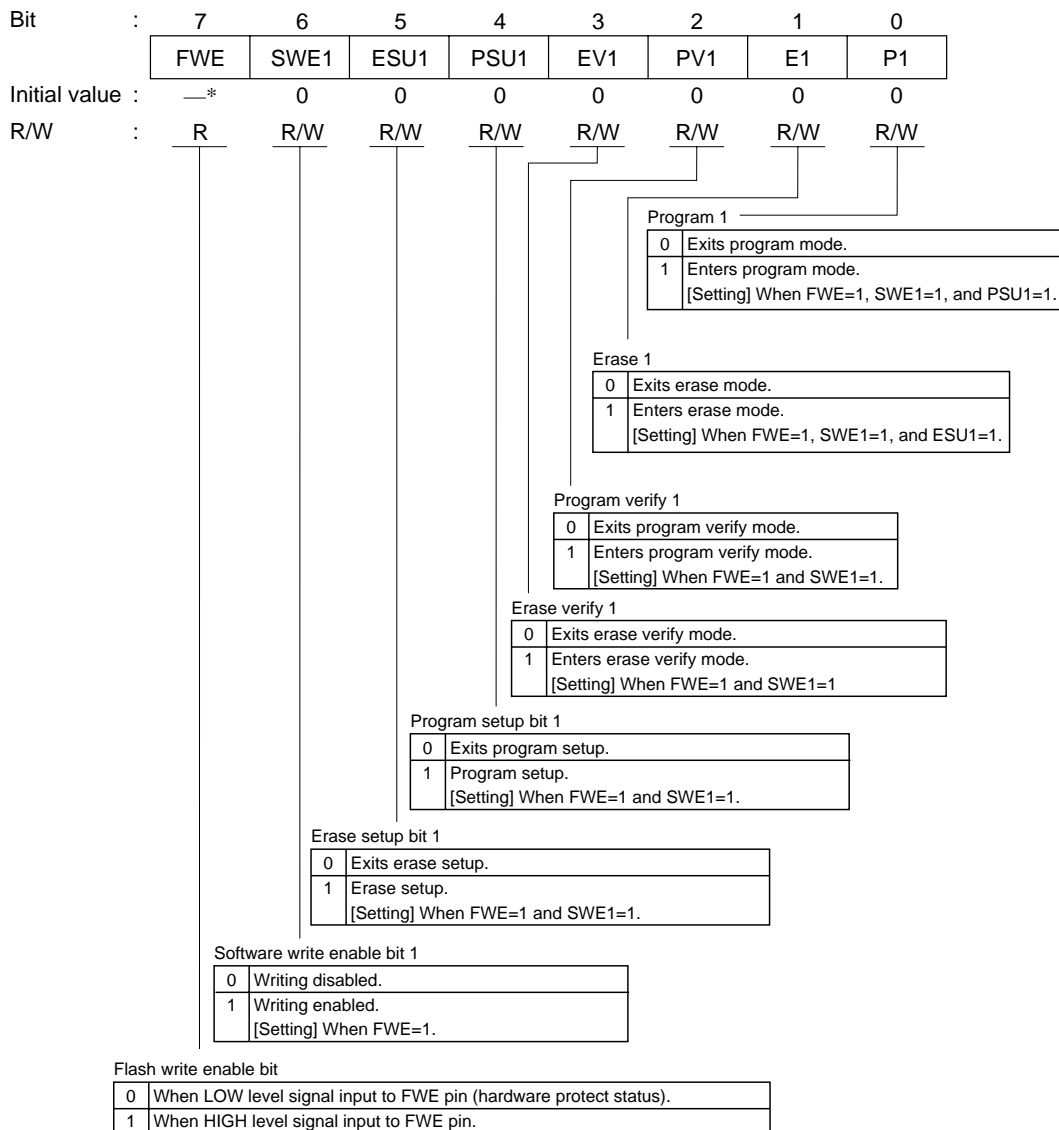 Bit : 7 6 5 4 3 2 1 0
FWE SWE1 ESU1 PSU1 EV1 PV1 E1 P1
Initial value : —* 0 0 0 0 0 0 0
R/W : R R/W R/W R/W R/W R/W R/W R/W
Program 1
0 Exits program mode.
1 Enters program mode.
[Setting] When FWE=1, SWE1=1, and PSU1=1.
Erase 1
0 Exits erase mode.
1 Enters erase mode.
[Setting] When FWE=1, SWE1=1, and ESU1=1.
Program verify 1
0 Exits program verify mode.
1 Enters program verify mode.
[Setting] When FWE=1 and SWE1=1.
Erase verify 1
0 Exits erase verify mode.
1 Enters erase verify mode.
[Setting] When FWE=1 and SWE1=1
Program setup bit 1
0 Exits program setup.
1 Program setup.
[Setting] When FWE=1 and SWE1=1.
Erase setup bit 1
0 Exits erase setup.
1 Erase setup.
[Setting] When FWE=1 and SWE1=1.
Software write enable bit 1
0 Writing disabled.
1 Writing enabled.
[Setting] When FWE=1.
Flash write enable bit
0 When LOW level signal input to FWE pin (hardware protect status).
1 When HIGH level signal input to FWE pin.